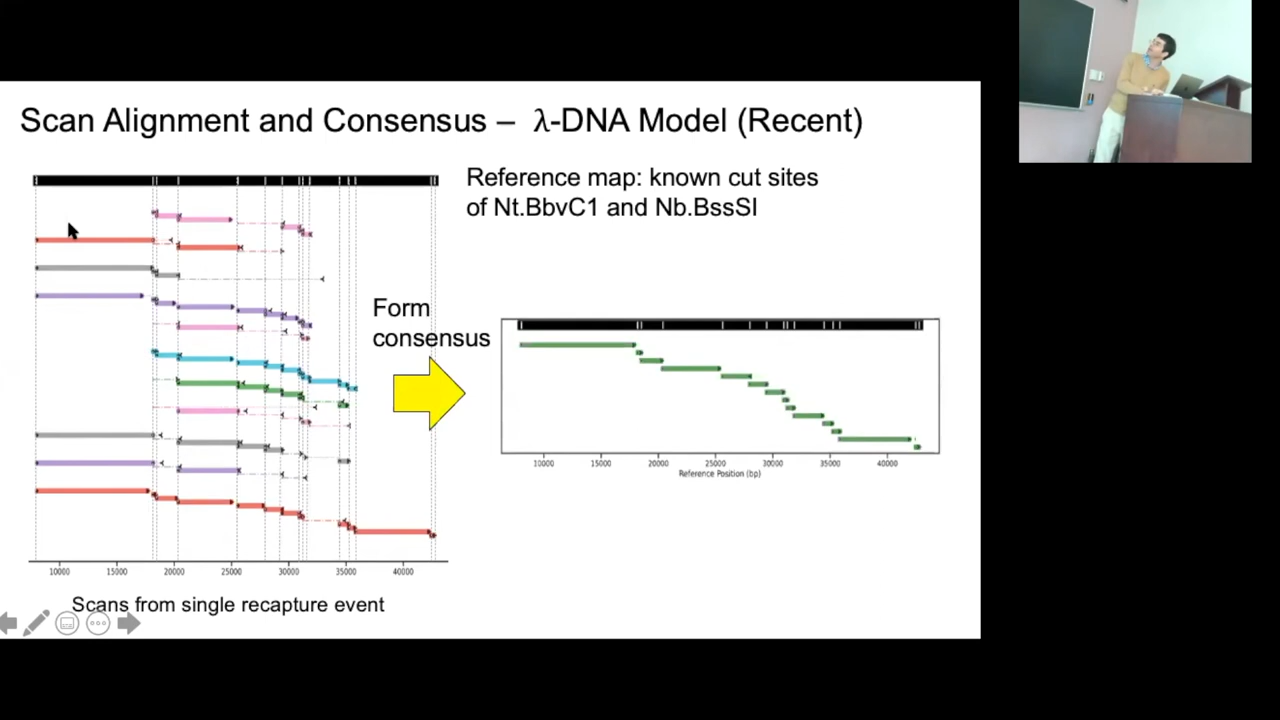 Scan Alignment and Consensus – λ-DNA Model (Recent)
Reference map: known cut sites
of Nt.BbvC1 and Nb.BssSI
Form
consensus
10000 15000 20000 25000 30000 35000 40000
Reference Position (bp)
10000 15000 20000 25000 30000 35000 40000
Scans from single recapture event